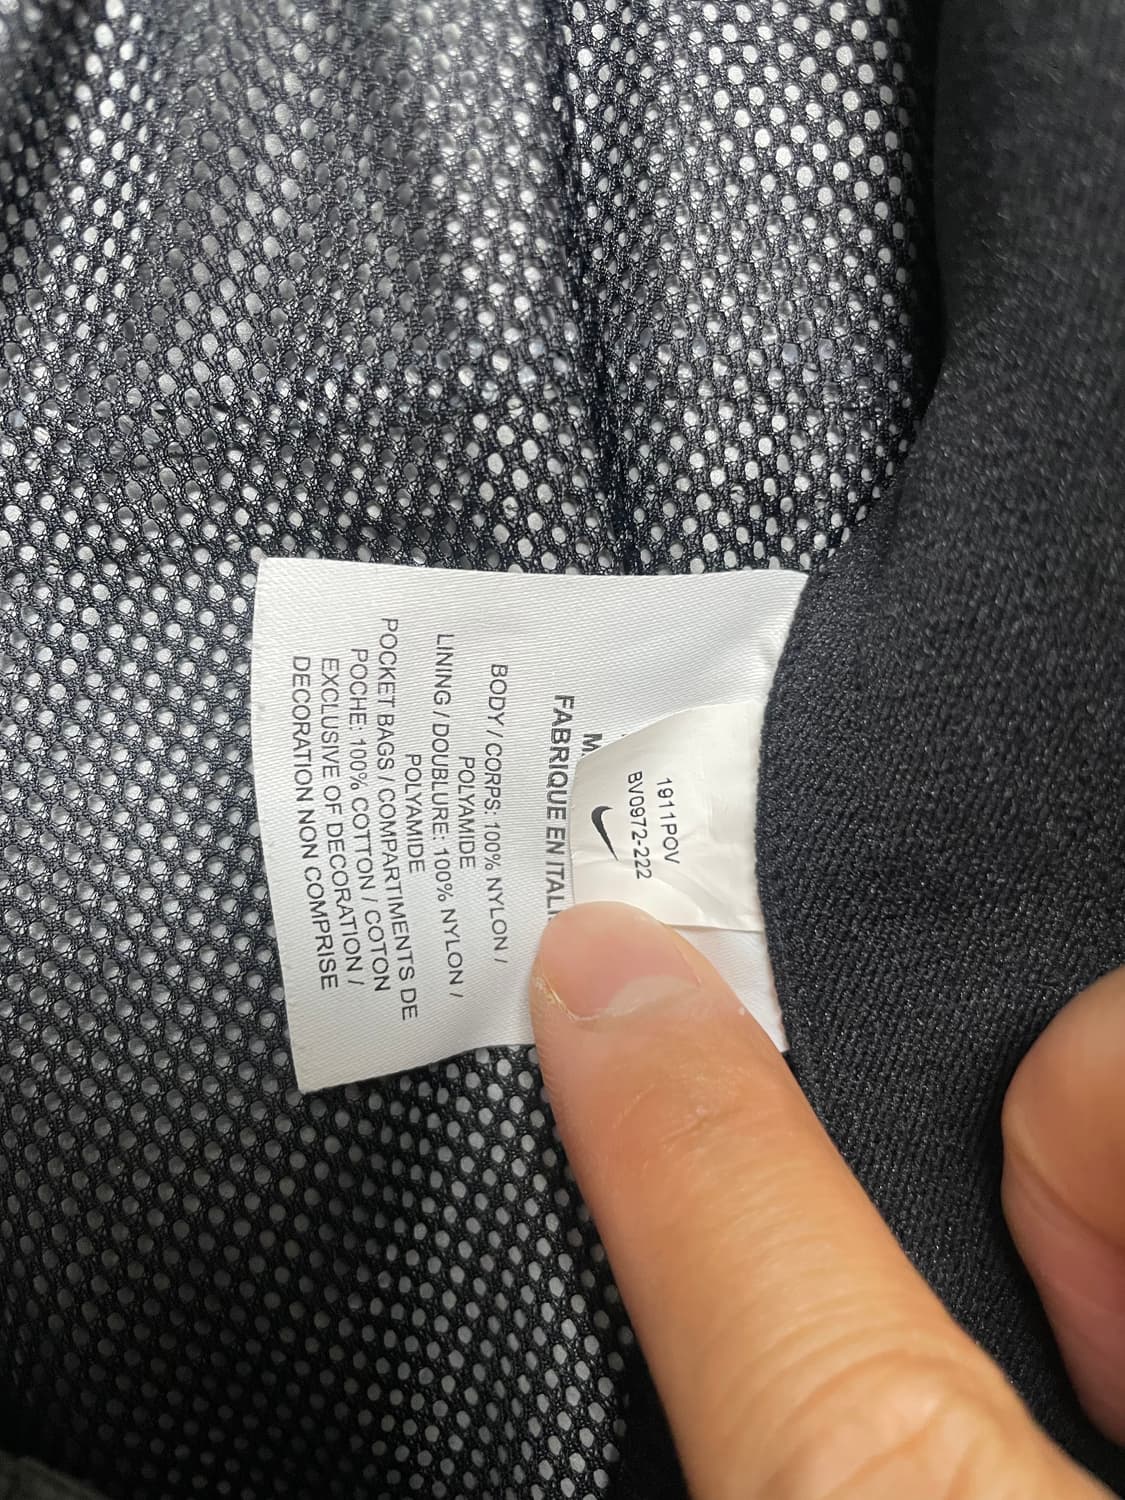 1911POV
BV0972-222
FABRIQUE EN ITALI
BODY / CORPS: 100% NYLON /
POLYAMIDE
LINING / DOUBLURE: 100% NYLON /
POLYAMIDE
POCKET BAGS / COMPARTIMENTS DE
POCHE: 100% COTTON / COTON
EXCLUSIVE OF DECORATION /
DECORATION NON COMPRISE